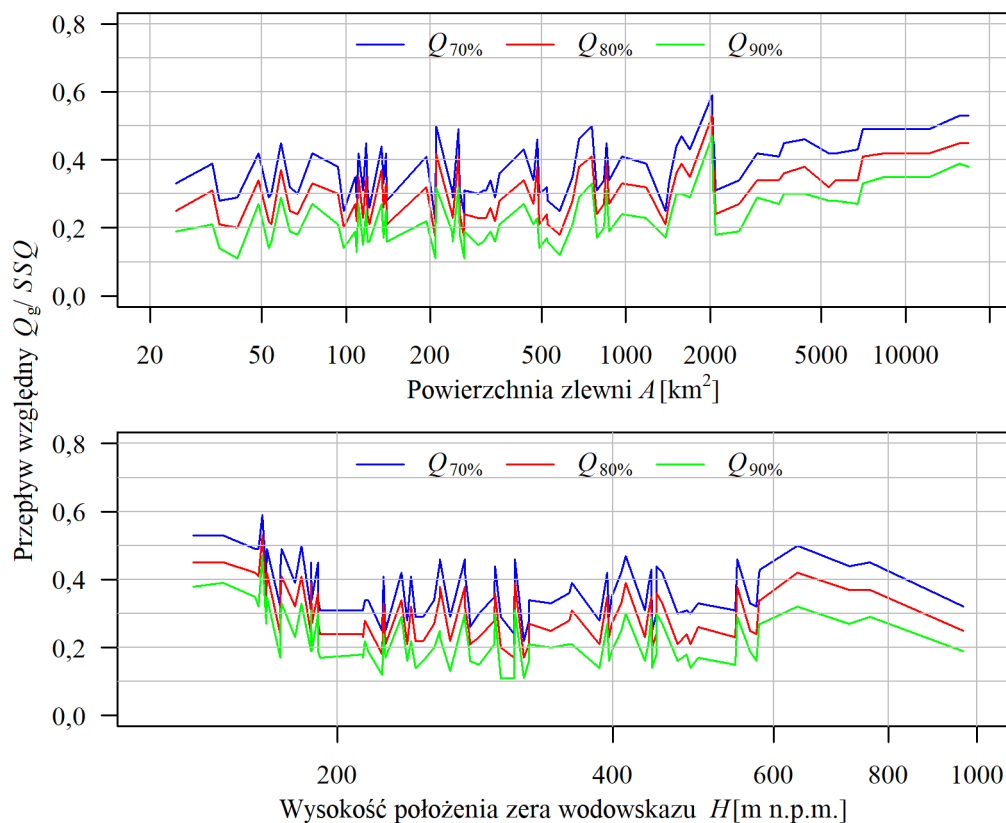 Przepływ względny Qg/ SSQ
0,8
0,6
0,4
0,2
0,0
Q70% Q80% Q90%
20 50 100 200 500 1000 2000 5000 10000
Powierzchnia zlewni A [km²]
0,8
0,6
0,4
0,2
0,0
Q70% Q80% Q90%
200 400 600 800 1000
Wysokość położenia zera wodowskazu H [m n.p.m.]